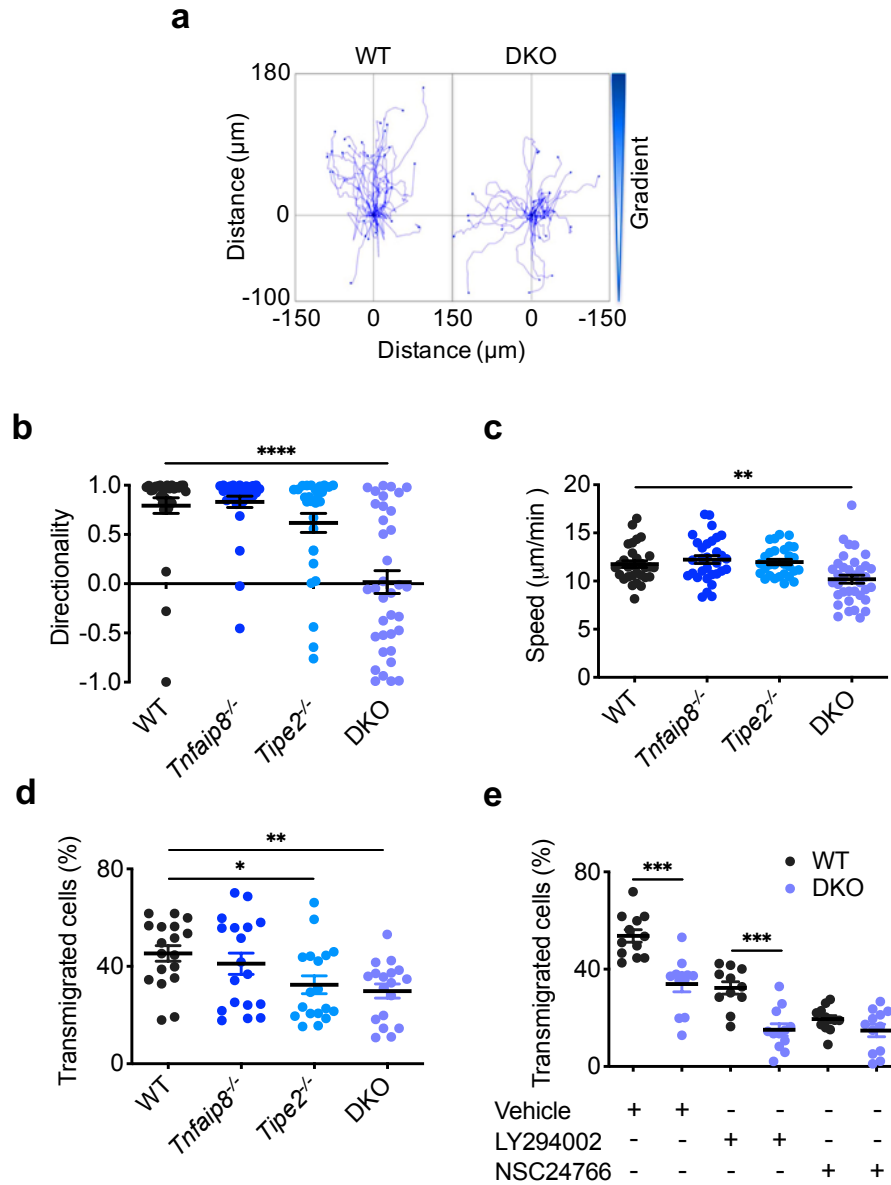 a
WT DKO
180
0
-100
Distance (µm)
-150 0 150 0 -150
Distance (µm)
Gradient
b
****
1.0
0.5
0.0
-0.5
-1.0
Directionality
WT Tnfaip8-/- Tipe2-/- DKO
c
**
20
15
10
5
0
Speed (µm/min )
WT Tnfaip8-/- Tipe2-/- DKO
d
**
*
80
40
0
Transmigrated cells (%)
WT Tnfaip8-/- Tipe2-/- DKO
e
WT
DKO
***
***
80
40
0
Transmigrated cells (%)
Vehicle + + - - - -
LY294002 - - + + - -
NSC24766 - - - - + +